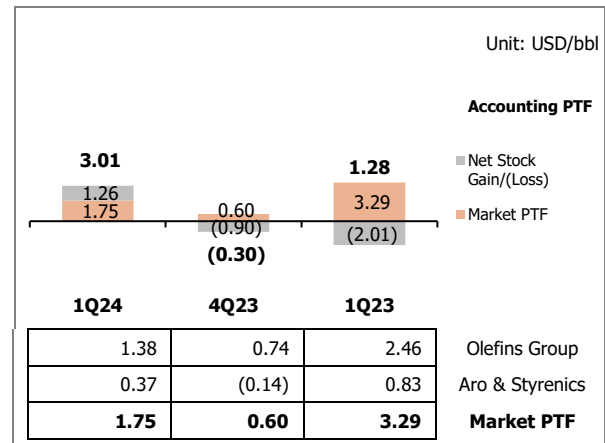 Unit: USD/bbl
Accounting PTF
3.01
1.28
Net Stock
Gain/(Loss)
1.26
0.60
3.29
Market PTF
1.75
(0.90)
(2.01)
(0.30)
1Q24 4Q23 1Q23
1.38 0.74 2.46 Olefins Group
0.37 (0.14) 0.83 Aro & Styrenics
1.75 0.60 3.29 Market PTF